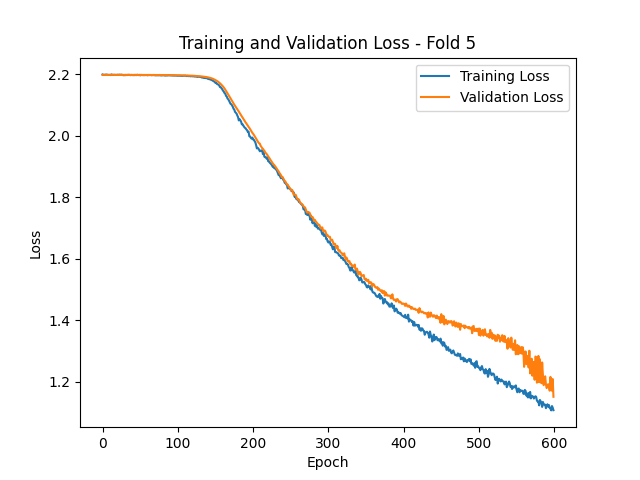 Training and Validation Loss - Fold 5
Training Loss
Validation Loss
Loss
2.2
2.0
1.8
1.6
1.4
1.2
0 100 200 300 400 500 600
Epoch